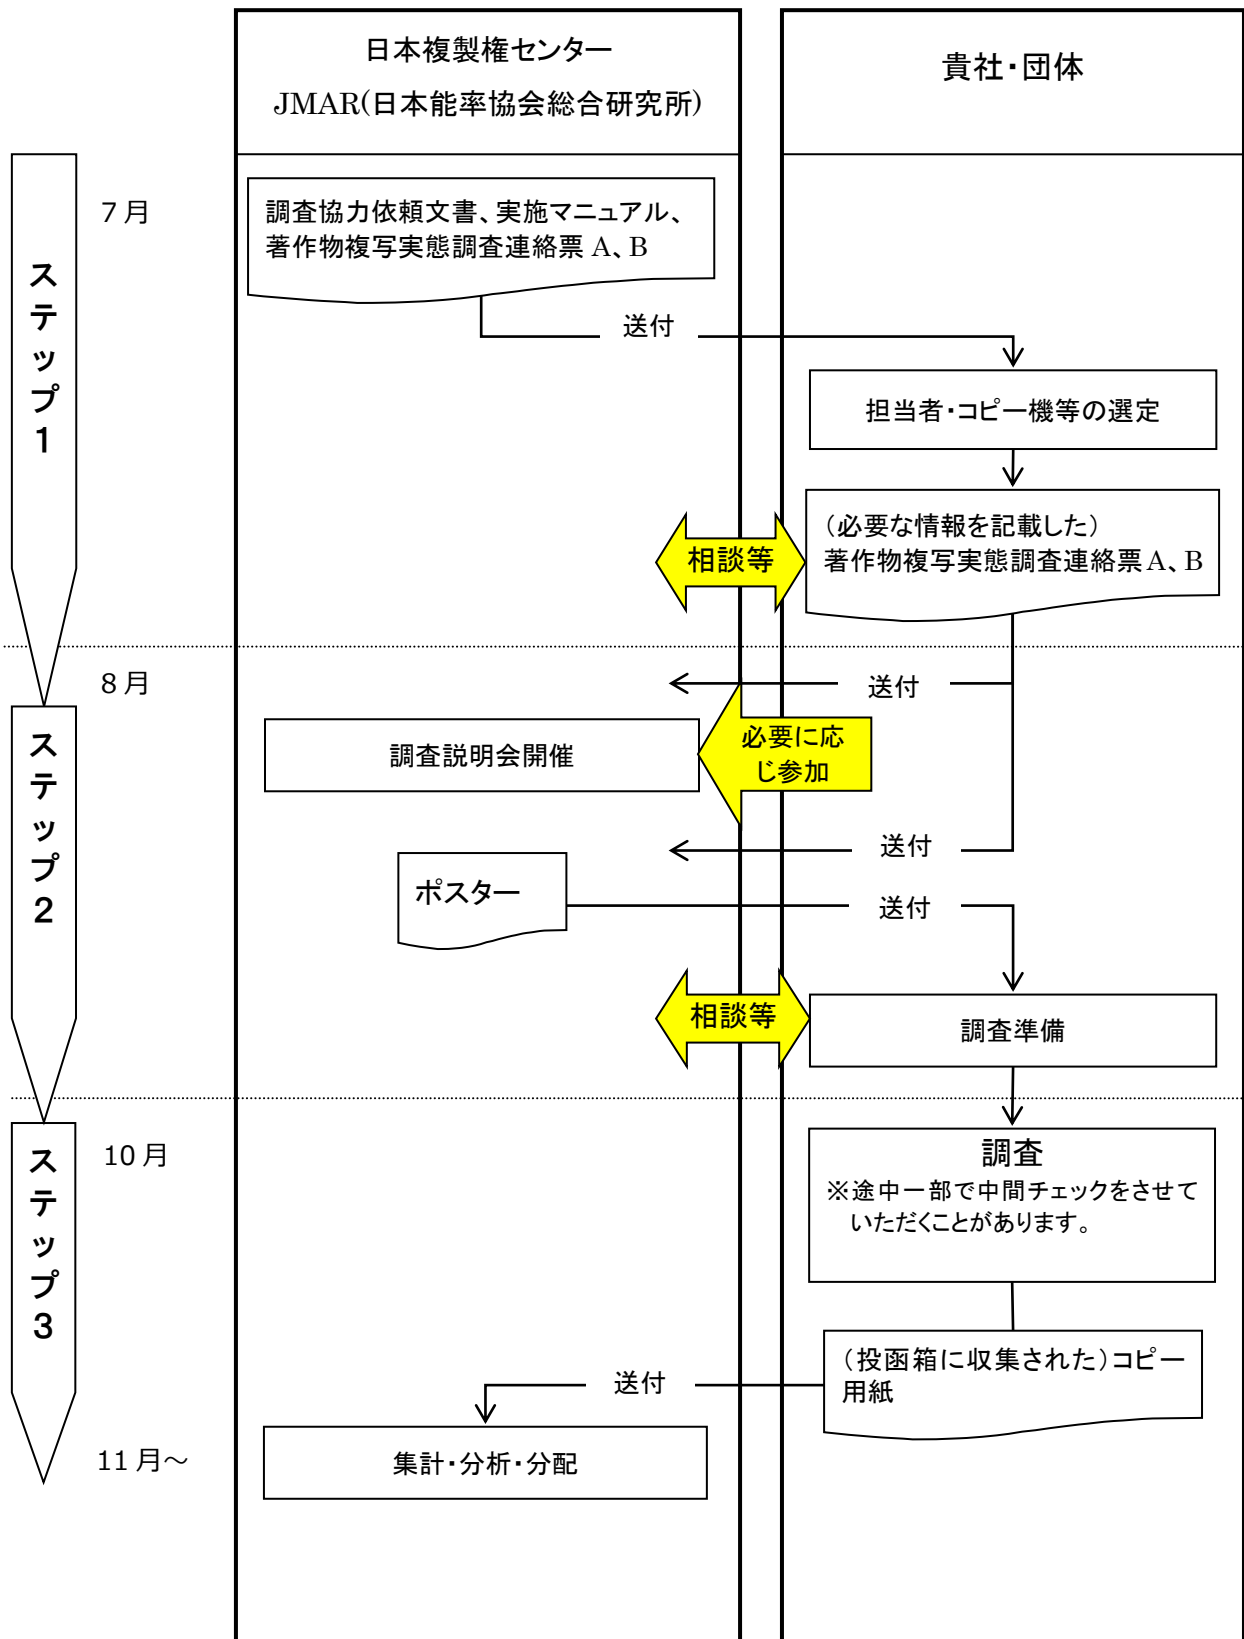 日本複製権センター
JMAR(日本能率協会総合研究所)
貴社・団体
ステップ1
7月
調査協力依頼文書、実施マニュアル、
著作物複写実態調査連絡票 A、B
送付
担当者・コピー機等の選定
(必要な情報を記載した)
著作物複写実態調査連絡票 A、B
相談等
ステップ2
8月
送付
調査説明会開催
必要に応
じ参加
送付
ポスター
送付
相談等
調査準備
ステップ3
10月
調査
※途中一部で中間チェックをさせて
いただくことがあります。
(投函箱に収集された)コピー
用紙
送付
11月~
集計・分析・分配